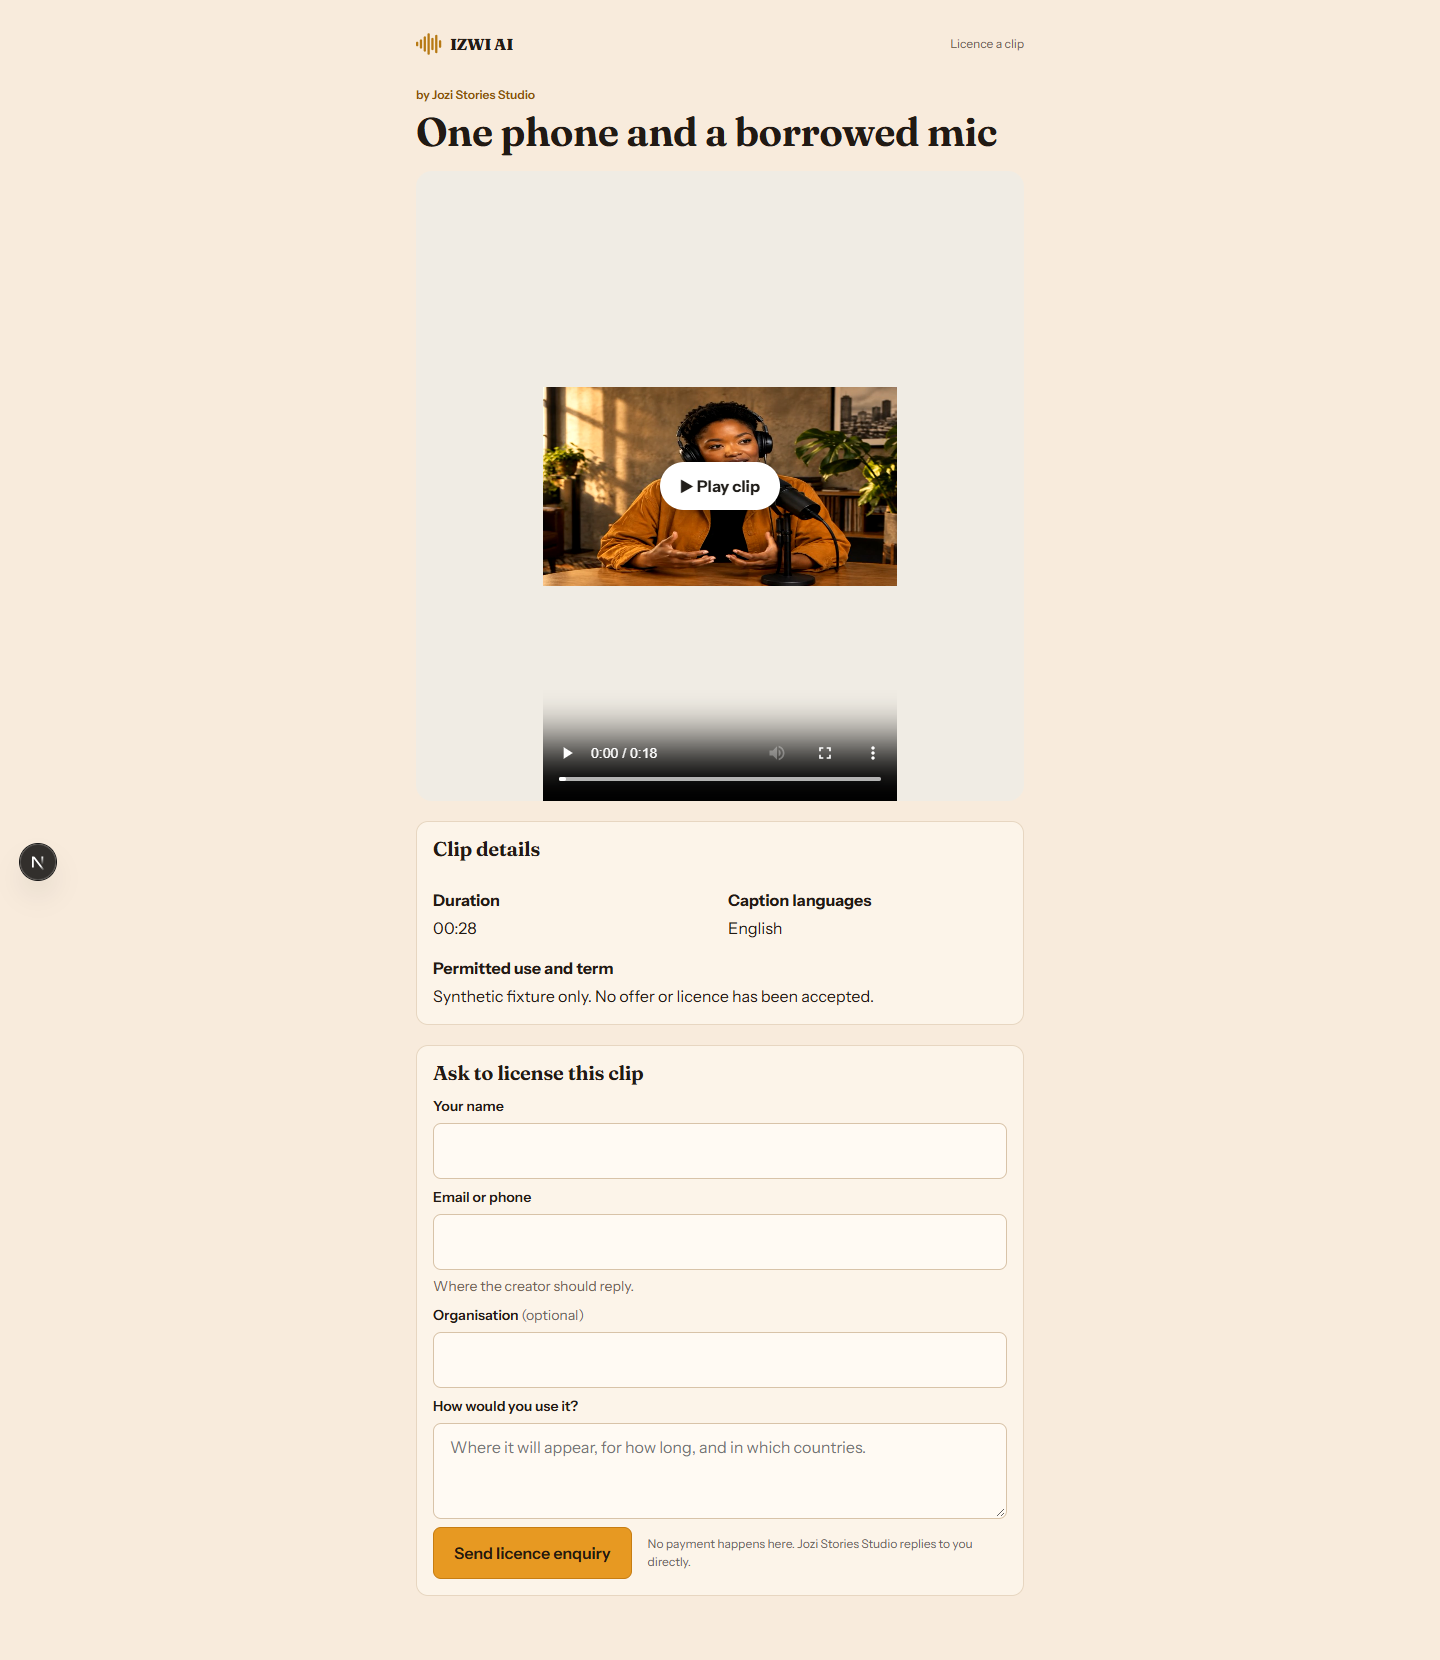 IZWI AI
Licence a clip
by Jozi Stories Studio
One phone and a borrowed mic
▶ Play clip
0:00 / 0:18
Clip details
Duration
Caption languages
00:28
English
Permitted use and term
Synthetic fixture only. No offer or licence has been accepted.
N
Ask to license this clip
Your name
Email or phone
Where the creator should reply.
Organisation (optional)
How would you use it?
Where it will appear, for how long, and in which countries.
Send licence enquiry
No payment happens here. Jozi Stories Studio replies to you
directly.